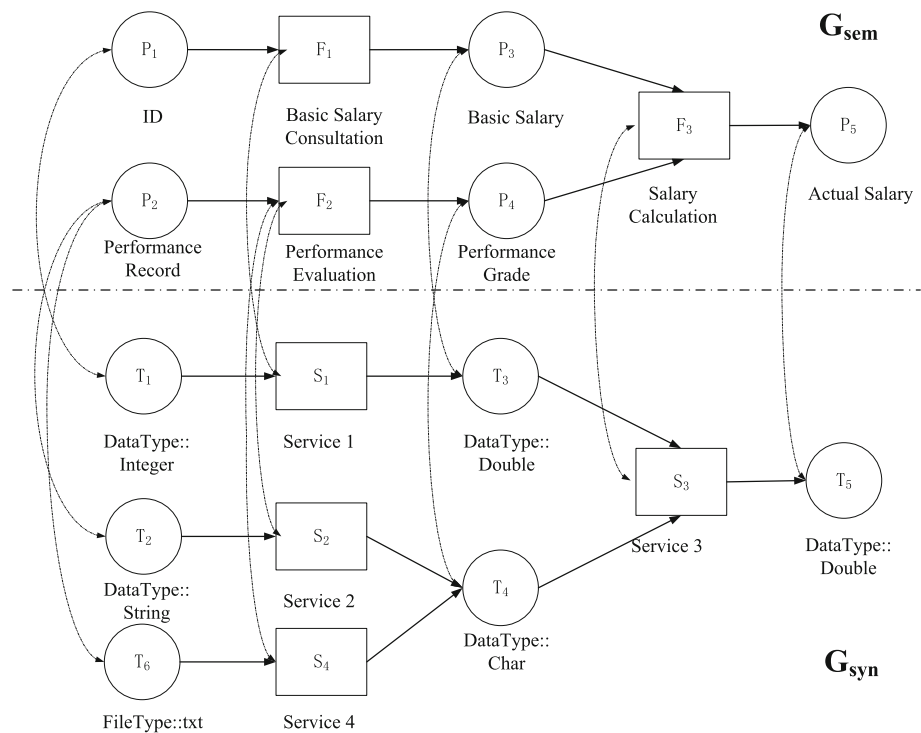 G_sem
P₁
F₁
P₃
ID
Basic Salary
Consultation
Basic Salary
F₃
P₅
P₂
F₂
P₄
Salary
Calculation
Actual Salary
Performance
Record
Performance
Evaluation
Performance
Grade
T₁
S₁
T₃
DataType::
Integer
Service 1
DataType::
Double
S₃
T₅
T₂
S₂
Service 3
DataType::
Double
DataType::
String
Service 2
T₄
DataType::
Char
T₆
S₄
G_syn
FileType::txt
Service 4